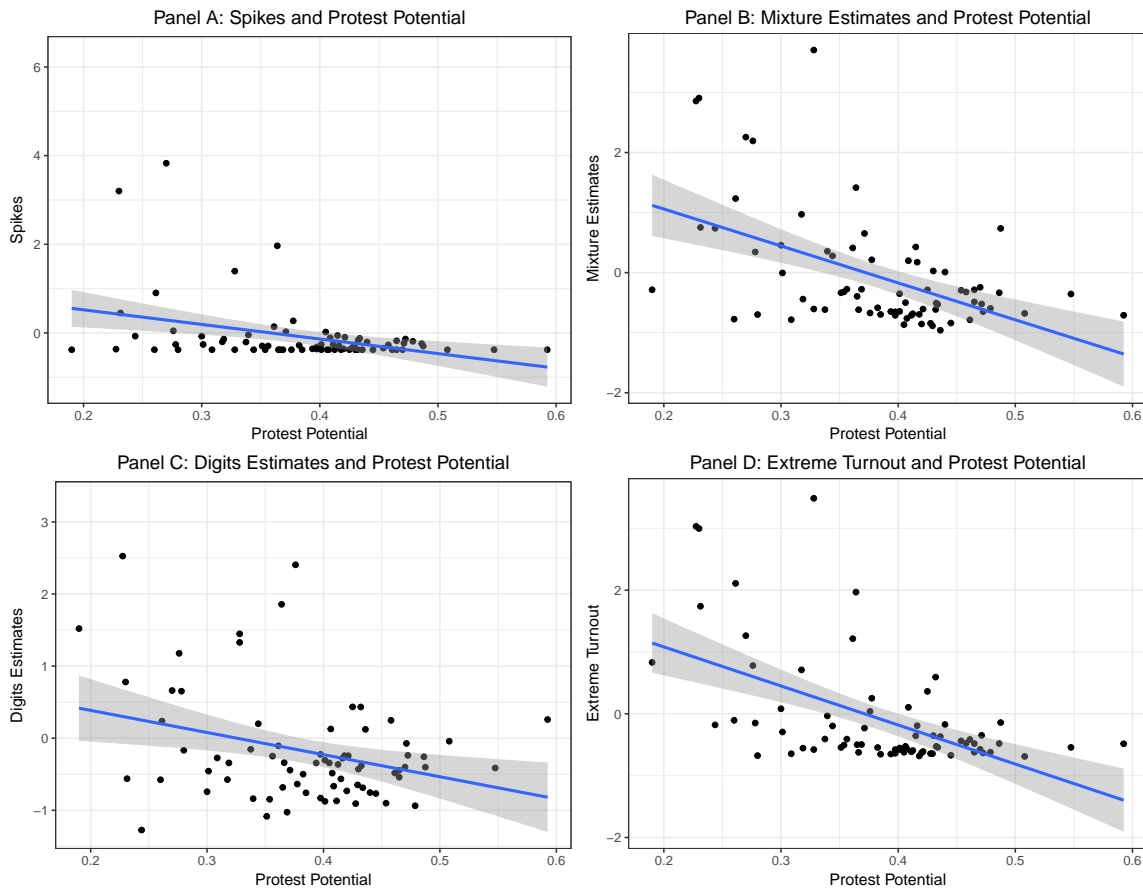 Panel A: Spikes and Protest Potential
6
4
2
0
Spikes
0.2 0.3 0.4 0.5 0.6
Protest Potential
Panel B: Mixture Estimates and Protest Potential
2
0
−2
Mixture Estimates
0.2 0.3 0.4 0.5 0.6
Protest Potential
Panel C: Digits Estimates and Protest Potential
3
2
1
0
−1
Digits Estimates
0.2 0.3 0.4 0.5 0.6
Protest Potential
Panel D: Extreme Turnout and Protest Potential
2
0
−2
Extreme Turnout
0.2 0.3 0.4 0.5 0.6
Protest Potential